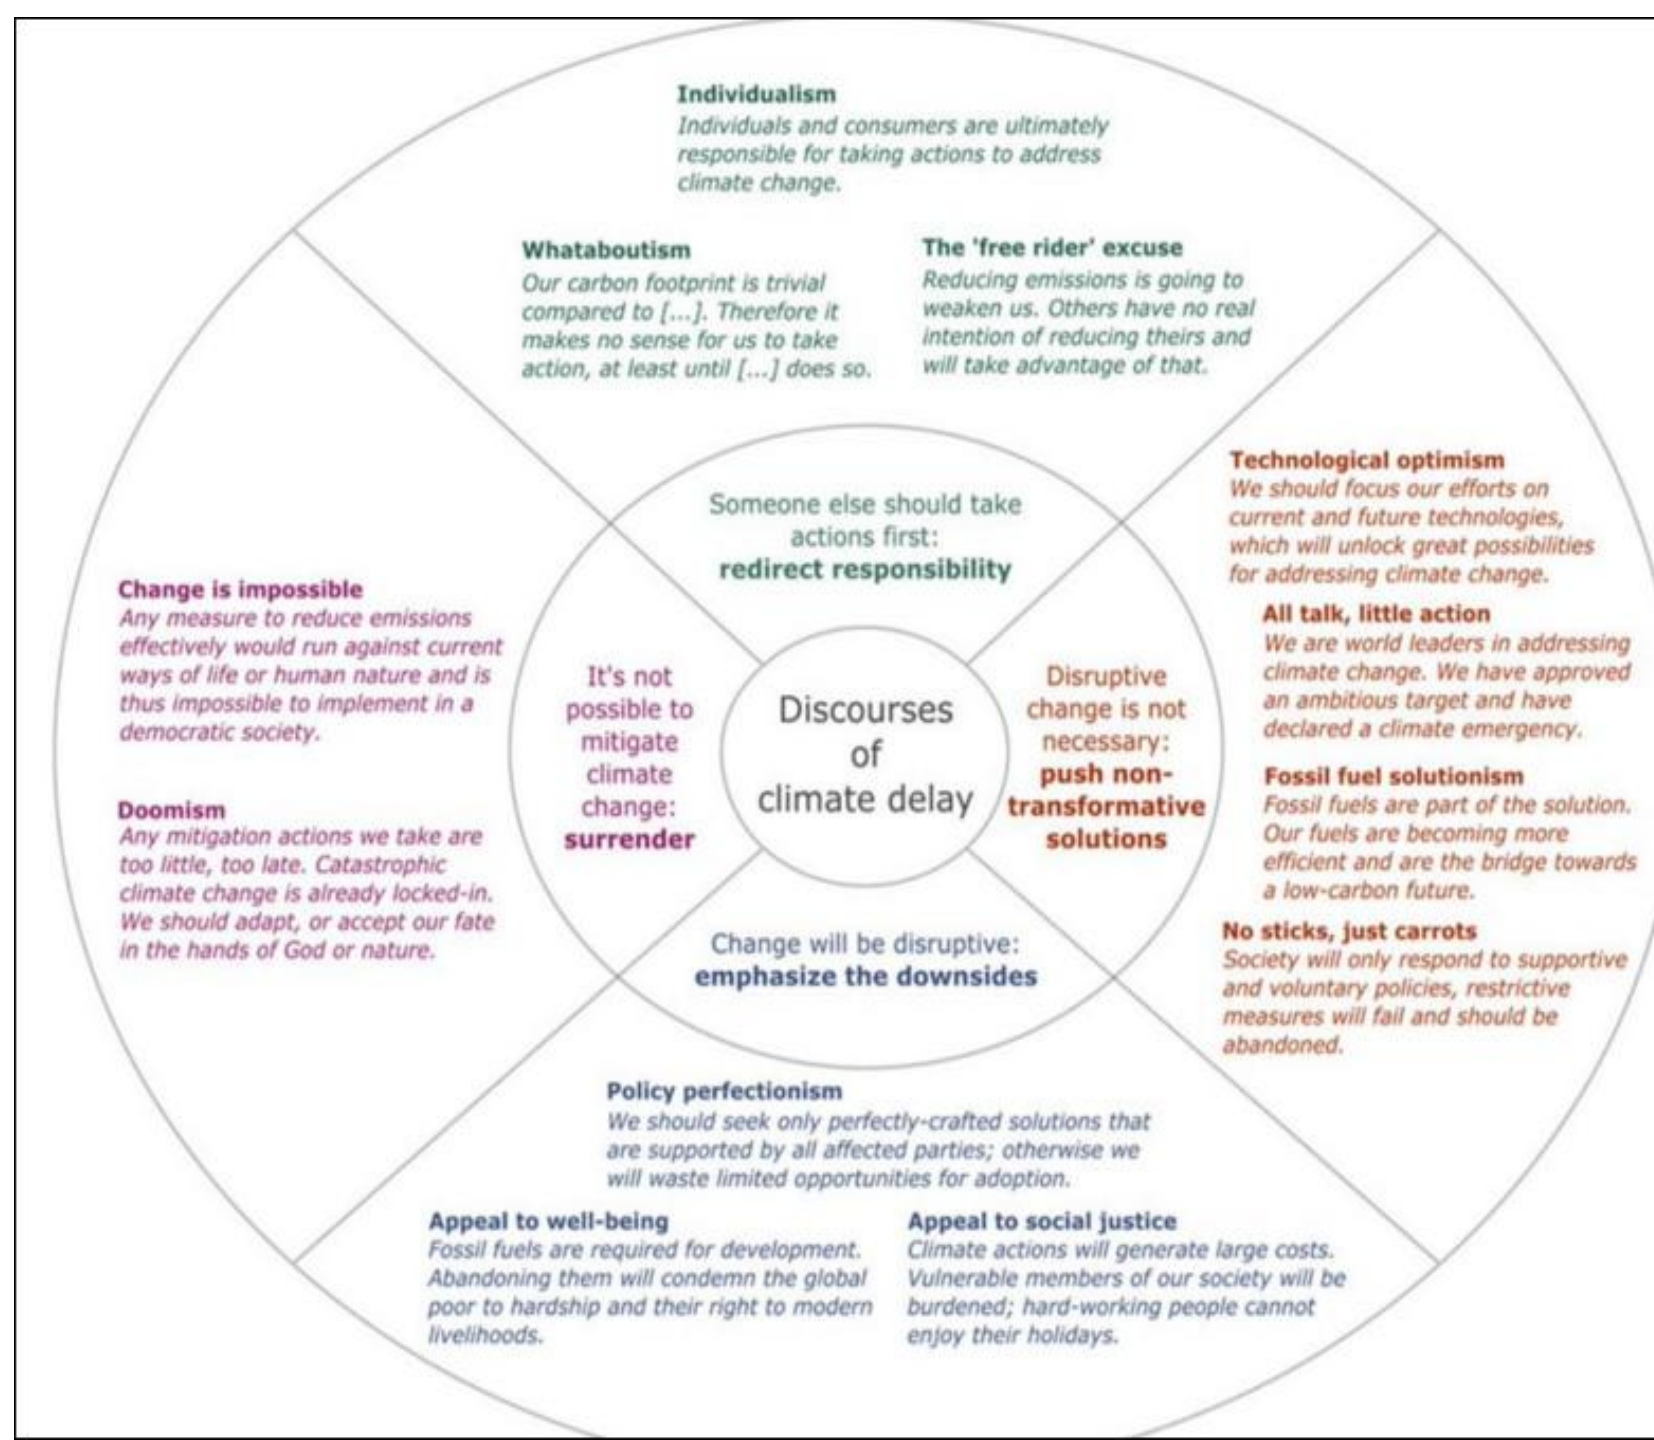 Individualism
Individuals and consumers are ultimately
responsible for taking actions to address
climate change.
Whataboutism
Our carbon footprint is trivial
compared to [...]. Therefore it
makes no sense for us to take
action, at least until [...] does so.
The 'free rider' excuse
Reducing emissions is going to
weaken us. Others have no real
intention of reducing theirs and
will take advantage of that.
Someone else should take
actions first:
redirect responsibility
Technological optimism
We should focus our efforts on
current and future technologies,
which will unlock great possibilities
for addressing climate change.
All talk, little action
We are world leaders in addressing
climate change. We have approved
an ambitious target and have
declared a climate emergency.
Fossil fuel solutionism
Fossil fuels are part of the solution.
Our fuels are becoming more
efficient and are the bridge towards
a low-carbon future.
No sticks, just carrots
Society will only respond to supportive
and voluntary policies, restrictive
measures will fail and should be
abandoned.
Disruptive
change is not
necessary:
push non-
transformative
solutions
Discourses
of
climate delay
It's not
possible to
mitigate
climate
change:
surrender
Change is impossible
Any measure to reduce emissions
effectively would run against current
ways of life or human nature and is
thus impossible to implement in a
democratic society.
Doomism
Any mitigation actions we take are
too little, too late. Catastrophic
climate change is already locked-in.
We should adapt, or accept our fate
in the hands of God or nature.
Change will be disruptive:
emphasize the downsides
Policy perfectionism
We should seek only perfectly-crafted solutions that
are supported by all affected parties; otherwise we
will waste limited opportunities for adoption.
Appeal to well-being
Fossil fuels are required for development.
Abandoning them will condemn the global
poor to hardship and their right to modern
livelihoods.
Appeal to social justice
Climate actions will generate large costs.
Vulnerable members of our society will be
burdened; hard-working people cannot
enjoy their holidays.